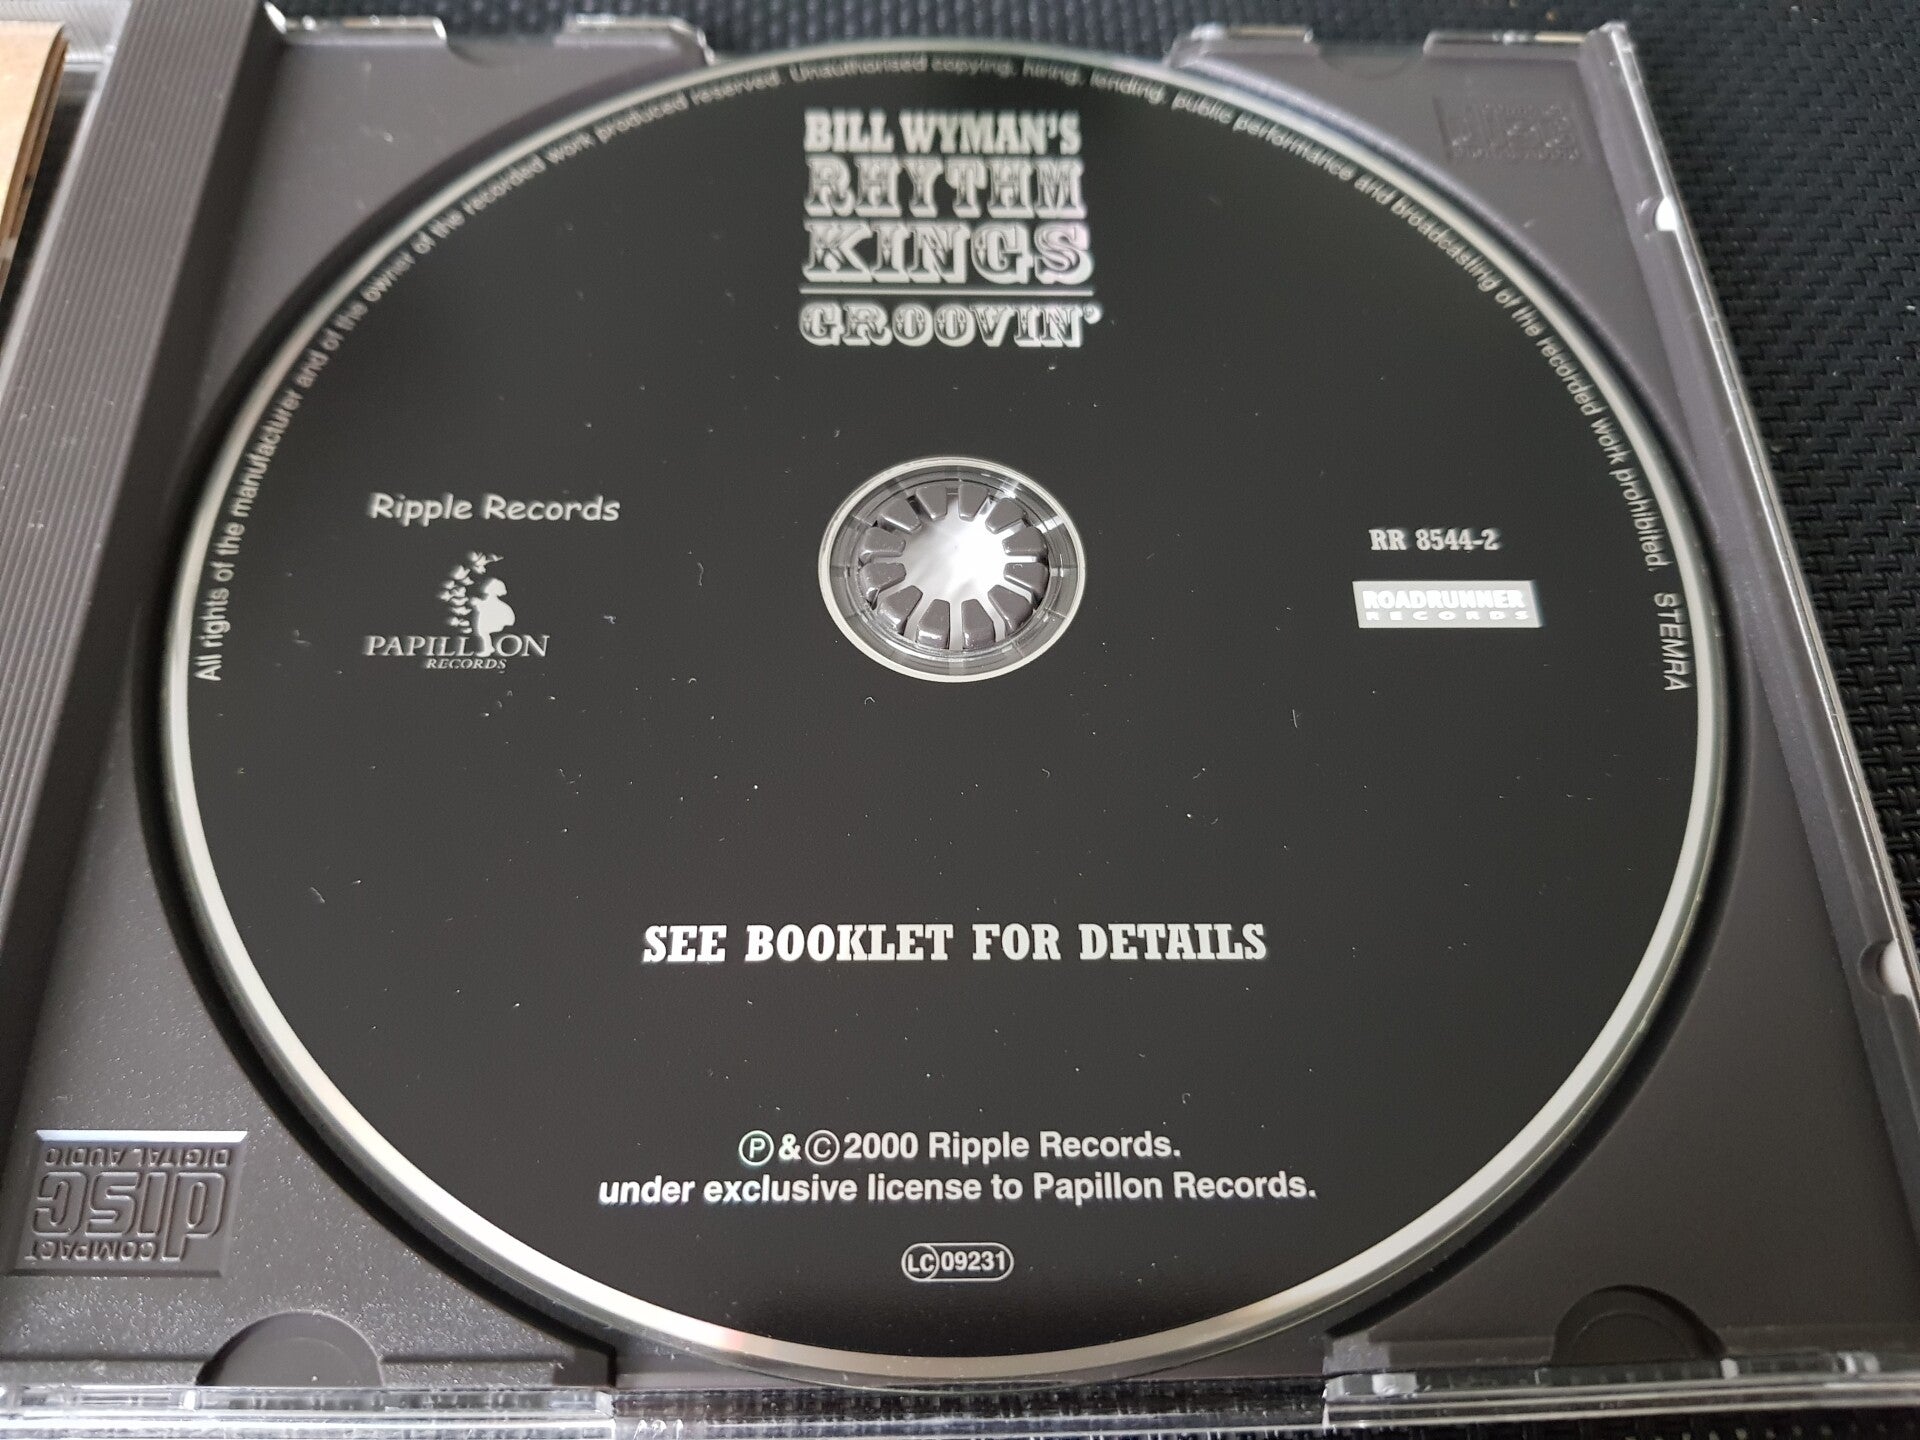 All rights of the manufacturer and of the owner of the recorded work produced reserved. Unauthorised copying, hiring, lending, public performance and broadcasting of the recorded work prohibited. STEMRA
BILL WYMAN'S
RHYTHM
KINGS
GROOVIN'
Ripple Records
PAPILLON
RECORDS
RR 8544-2
ROADRUNNER
RECORDS
SEE BOOKLET FOR DETAILS
Ⓟ & © 2000 Ripple Records.
under exclusive license to Papillon Records.
LC 09231
COMPACT
disc
DIGITAL AUDIO